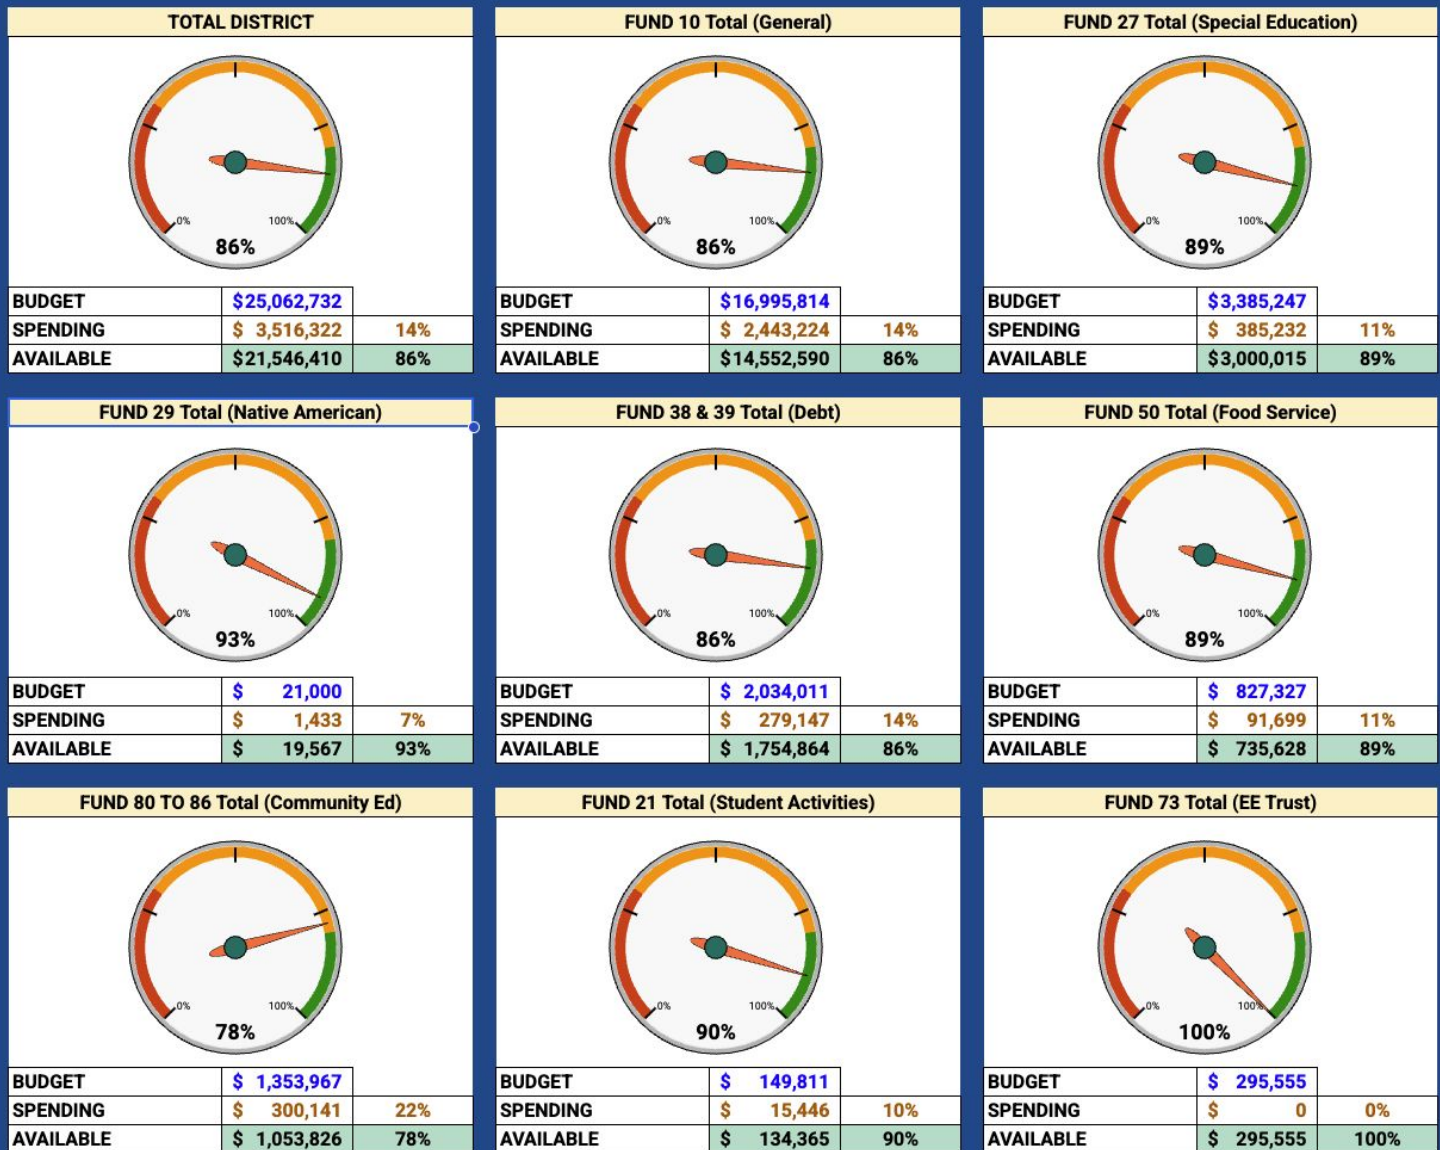 TOTAL DISTRICT
0% 100%
86%
BUDGET $25,062,732
SPENDING $ 3,516,322 14%
AVAILABLE $21,546,410 86%
FUND 10 Total (General)
0% 100%
86%
BUDGET $16,995,814
SPENDING $ 2,443,224 14%
AVAILABLE $14,552,590 86%
FUND 27 Total (Special Education)
0% 100%
89%
BUDGET $3,385,247
SPENDING $ 385,232 11%
AVAILABLE $3,000,015 89%
FUND 29 Total (Native American)
0% 100%
93%
BUDGET $ 21,000
SPENDING $ 1,433 7%
AVAILABLE $ 19,567 93%
FUND 38 & 39 Total (Debt)
0% 100%
86%
BUDGET $ 2,034,011
SPENDING $ 279,147 14%
AVAILABLE $ 1,754,864 86%
FUND 50 Total (Food Service)
0% 100%
89%
BUDGET $ 827,327
SPENDING $ 91,699 11%
AVAILABLE $ 735,628 89%
FUND 80 TO 86 Total (Community Ed)
0% 100%
78%
BUDGET $ 1,353,967
SPENDING $ 300,141 22%
AVAILABLE $ 1,053,826 78%
FUND 21 Total (Student Activities)
0% 100%
90%
BUDGET $ 149,811
SPENDING $ 15,446 10%
AVAILABLE $ 134,365 90%
FUND 73 Total (EE Trust)
0% 100%
100%
BUDGET $ 295,555
SPENDING $ 0 0%
AVAILABLE $ 295,555 100%